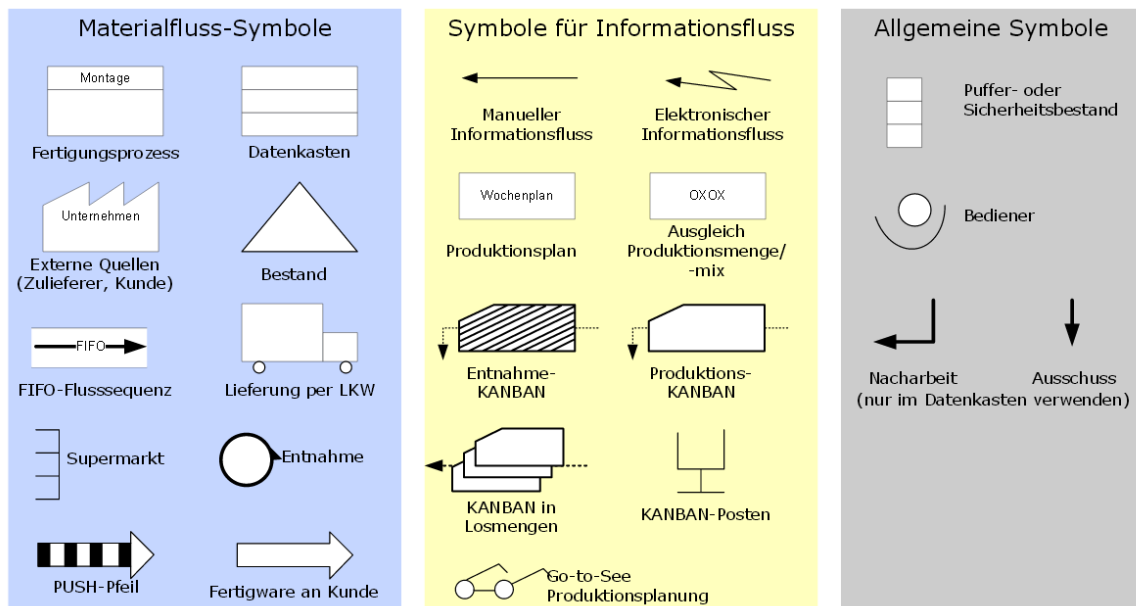 Materialfluss-Symbole
Montage
Fertigungsprozess
Datenkasten
Unternehmen
Externe Quellen
(Zulieferer, Kunde)
Bestand
FIFO
FIFO-Flusssequenz
Lieferung per LKW
Supermarkt
Entnahme
PUSH-Pfeil
Fertigware an Kunde
Symbole für Informationsfluss
Manueller
Informationsfluss
Elektronischer
Informationsfluss
Wochenplan
Produktionsplan
OXOX
Ausgleich
Produktionsmenge/
-mix
Entnahme-
KANBAN
Produktions-
KANBAN
KANBAN in
Losmengen
KANBAN-Posten
Go-to-See
Produktionsplanung
Allgemeine Symbole
Puffer- oder
Sicherheitsbestand
Bediener
Nacharbeit
Ausschuss
(nur im Datenkasten verwenden)